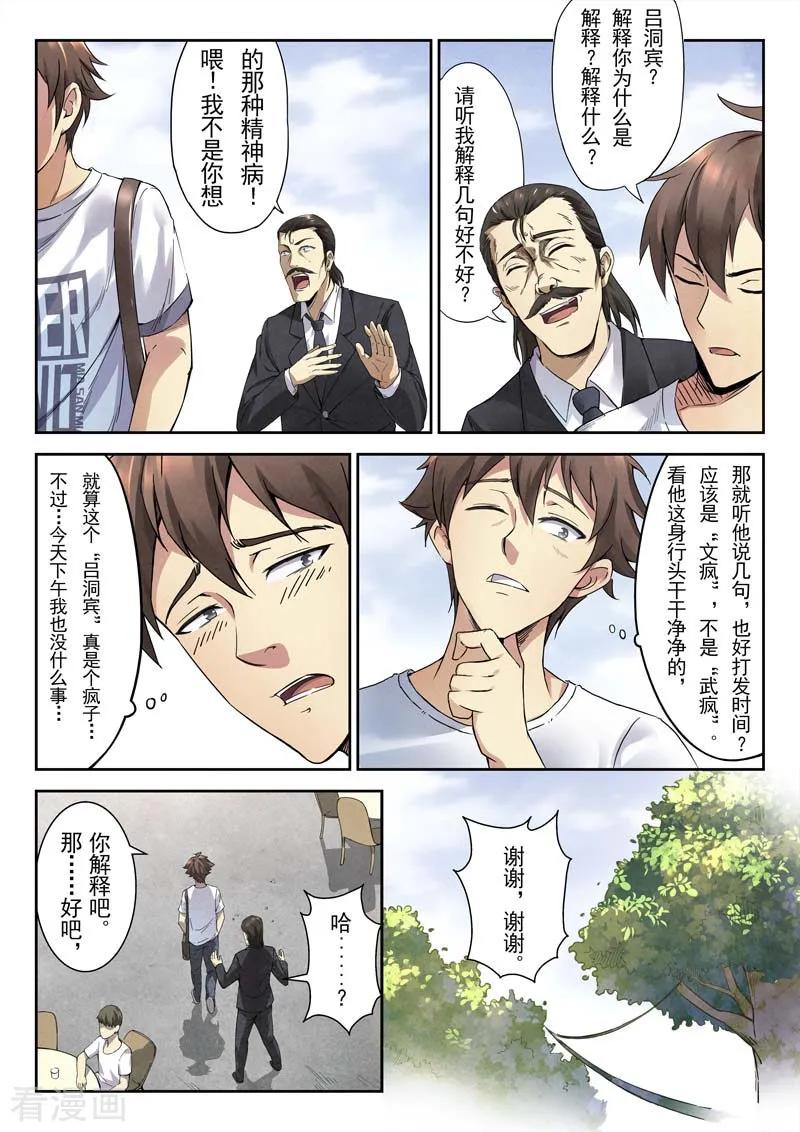 喂！我不是你想
的那种精神病！
请听我解释几句好不好？
解释？解释什么？
解释你为什么是
吕洞宾？
ER
不过…今天下午我也没什么事…
就算这个“吕洞宾”真是个疯子…
看他这身行头干干净净的，
应该是“文疯”，不是“武疯”。
那就听他说几句，也好打发时间？
那……好吧，
你解释吧。
哈……？
谢谢，谢谢。
看漫画